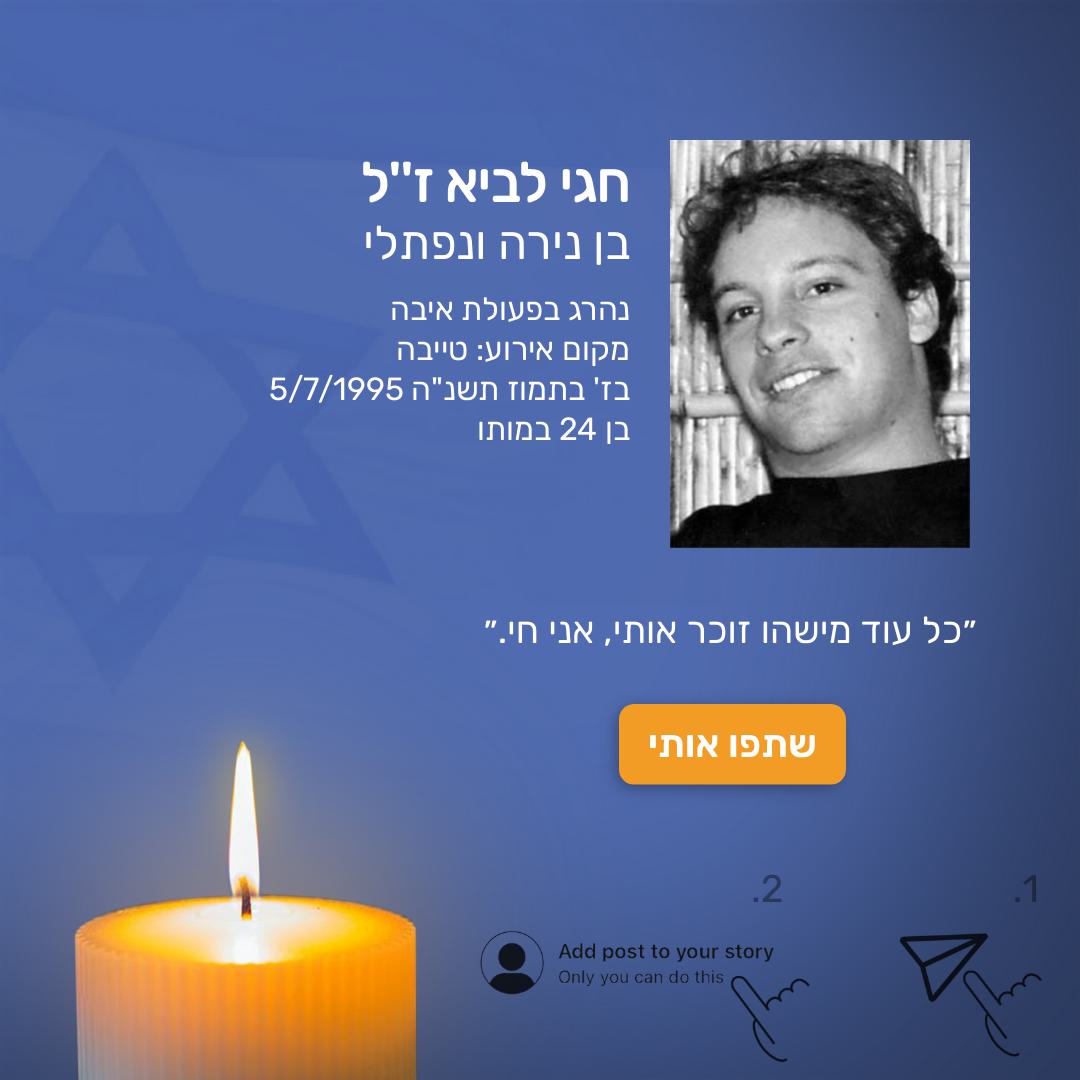 חגי לביא ז"ל
בן נירה ונפתלי
נהרג בפעולת איבה
מקום אירוע: טייבה
בז' בתמוז תשנ"ה 5/7/1995
בן 24 במותו
״כל עוד מישהו זוכר אותי, אני חי.״
שתפו אותי
1.
2.
Add post to your story
Only you can do this